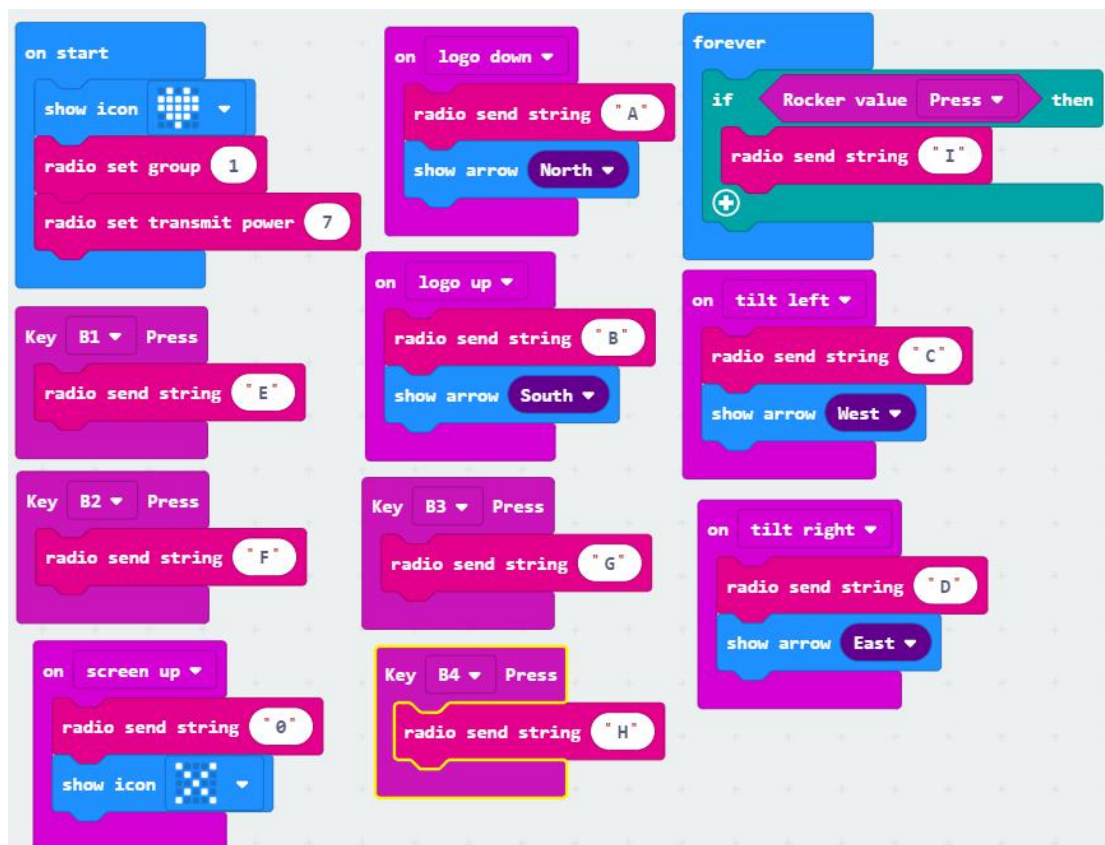 on start
show icon
radio set group 1
radio set transmit power 7
Key B1 Press
radio send string "E"
Key B2 Press
radio send string "F"
on screen up
radio send string "0"
show icon
on logo down
radio send string "A"
show arrow North
on logo up
radio send string "B"
show arrow South
Key B3 Press
radio send string "G"
Key B4 Press
radio send string "H"
forever
if Rocker value Press then
radio send string "I"
on tilt left
radio send string "C"
show arrow West
on tilt right
radio send string "D"
show arrow East